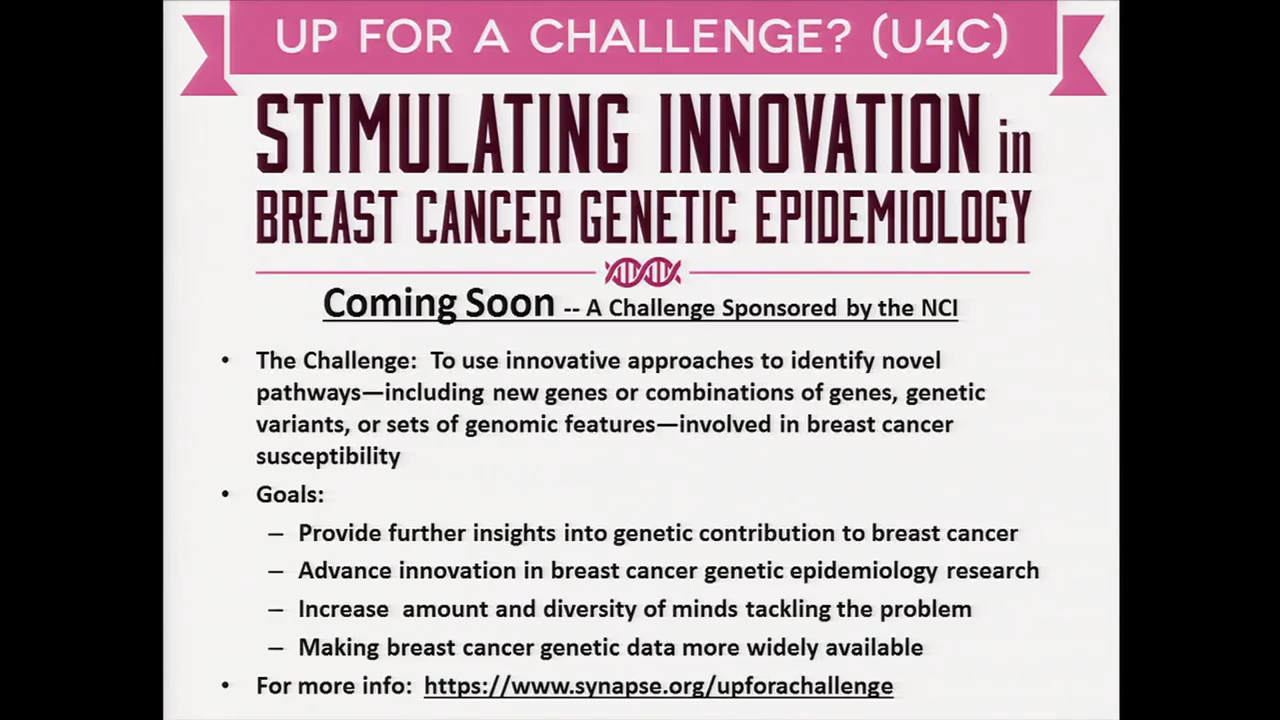 UP FOR A CHALLENGE? (U4C)
STIMULATING INNOVATION in
BREAST CANCER GENETIC EPIDEMIOLOGY
Coming Soon -- A Challenge Sponsored by the NCI
• The Challenge: To use innovative approaches to identify novel
pathways—including new genes or combinations of genes, genetic
variants, or sets of genomic features—involved in breast cancer
susceptibility
• Goals:
– Provide further insights into genetic contribution to breast cancer
– Advance innovation in breast cancer genetic epidemiology research
– Increase amount and diversity of minds tackling the problem
– Making breast cancer genetic data more widely available
• For more info: https://www.synapse.org/upforachallenge